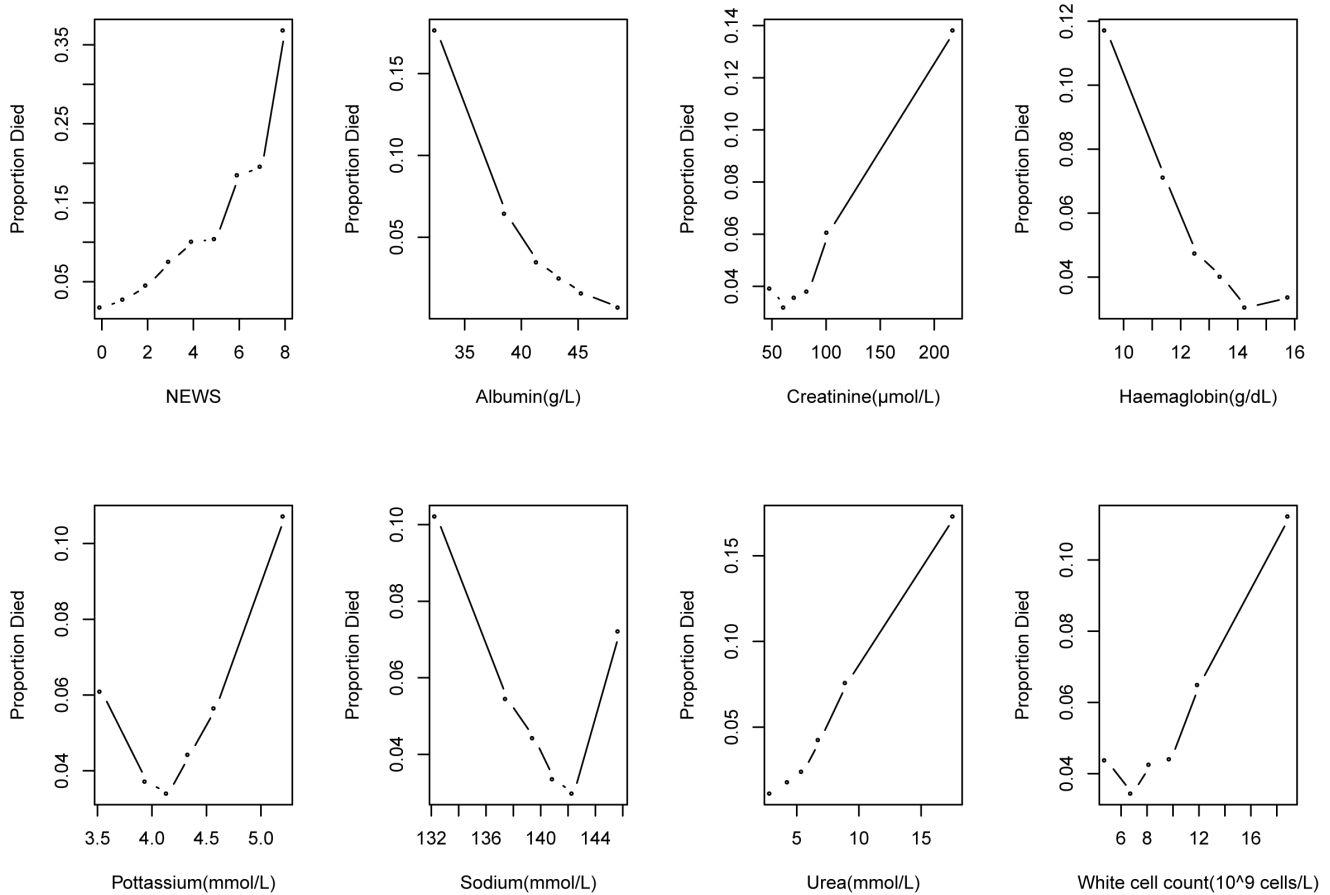 Proportion Died
0.05 0.15 0.25 0.35
0 2 4 6 8
NEWS
Proportion Died
0.05 0.10 0.15
35 40 45
Albumin(g/L)
Proportion Died
0.04 0.06 0.08 0.10 0.12 0.14
50 100 150 200
Creatinine(µmol/L)
Proportion Died
0.04 0.06 0.08 0.10 0.12
10 12 14 16
Haemaglobin(g/dL)
Proportion Died
0.04 0.06 0.08 0.10
3.5 4.0 4.5 5.0
Pottassium(mmol/L)
Proportion Died
0.04 0.06 0.08 0.10
132 136 140 144
Sodium(mmol/L)
Proportion Died
0.05 0.10 0.15
5 10 15
Urea(mmol/L)
Proportion Died
0.04 0.06 0.08 0.10
6 8 12 16
White cell count(10^9 cells/L)